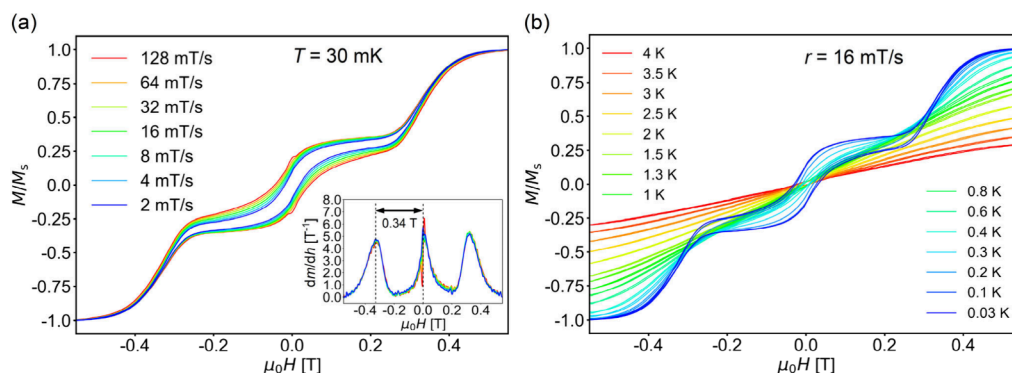 (a)
T = 30 mK
128 mT/s
64 mT/s
32 mT/s
16 mT/s
8 mT/s
4 mT/s
2 mT/s
M/Mₛ
1.0
0.75
0.50
0.25
0.0
-0.25
-0.50
-0.75
-1.0
-0.4 -0.2 0.0 0.2 0.4
μ₀H [T]
0.34 T
dm/dh [T⁻¹]
8.0
7.0
6.0
5.0
4.0
3.0
2.0
1.0
0.0
-0.4 -0.2 0.0 0.2 0.4
μ₀H [T]
(b)
r = 16 mT/s
4 K
3.5 K
3 K
2.5 K
2 K
1.5 K
1.3 K
1 K
0.8 K
0.6 K
0.4 K
0.3 K
0.2 K
0.1 K
0.03 K
M/Mₛ
1.0
0.75
0.50
0.25
0.0
-0.25
-0.5
-0.75
-1.0
-0.4 -0.2 0.0 0.2 0.4
μ₀H [T]